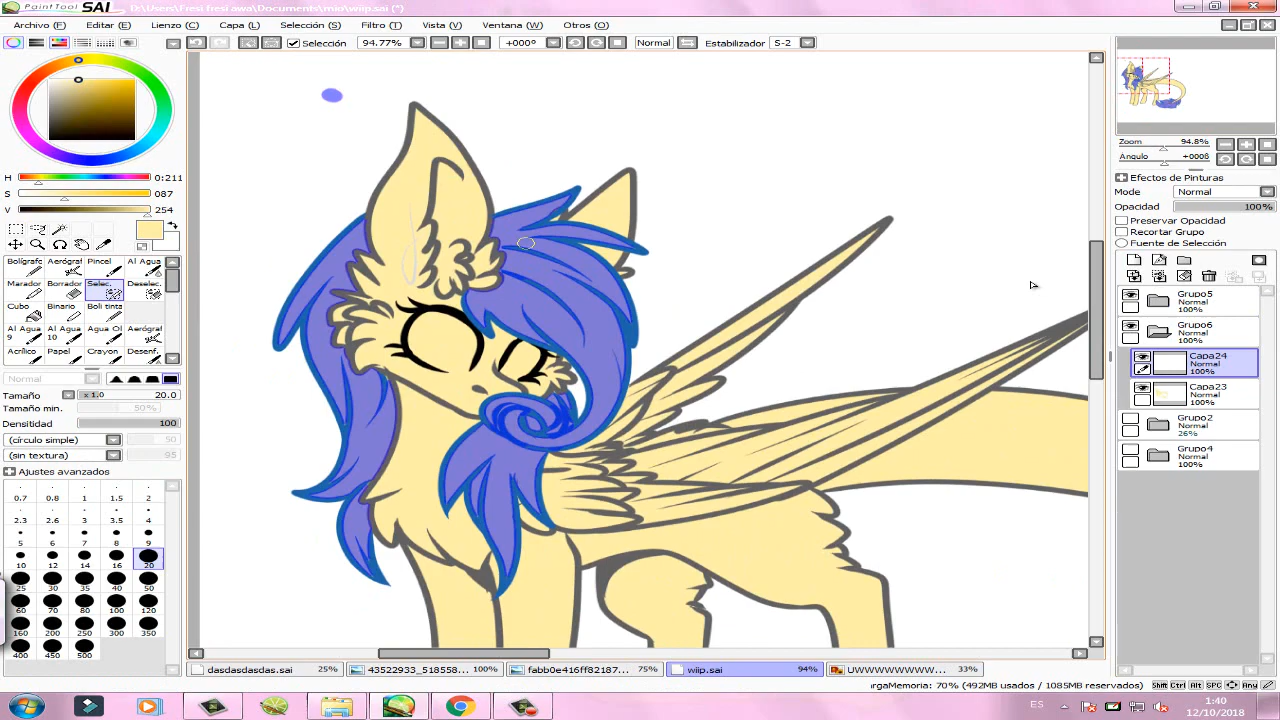 PaintTool SAI D:\Users\Fresi fresi awa\Documents\mio\wiip.sai (*)
Archivo (F) Editar (E) Lienzo (C) Capa (L) Selección (S) Filtro (T) Vista (V) Ventana (W) Otros (O)
Selección 94.77% +000° Normal Estabilizador S-2
H 0:211
S 087
V 254
Bolígrafo Aerógr Pincel Al Agua
Marador Borrador Selec. Deselec.
Cubo Binario Boli tinta
Al Agua 9 Agua 10 Agua Ol Aerógraf
Acrílico Papel Crayon Desenf.
Normal
Tamaño x 1.0 20.0
Tamaño min. 50%
Densitidad 100
(círculo simple) 50
(sin textura) 95
Ajustes avanzados
0.7 0.8 1 1.5 2
2.3 2.6 3 3.5 4
5 6 7 8 9
10 12 14 16 20
25 30 35 40 50
60 70 80 100 120
160 200 250 300 350
400 450 500
Zoom 94.8%
Angulo +000ß
Efectos de Pinturas
Mode Normal
Opacidad 100%
Preservar Opacidad
Recortar Grupo
Fuente de Selección
Grupo5
Normal
100%
Grupo6
Normal
100%
Capa24
Normal
100%
Capa23
Normal
100%
Grupo2
Normal
26%
Grupo4
Normal
100%
dasdasdasdas.sai 25% 43522933_518558... 100% fabb0e416ff82187... 75% wiip.sai 94% UWWWWWWWW... 33%
rgaMemoria: 70% (492MB usados / 1085MB reservados) Shift Ctrl Alt SPC Any
ES 1:40
12/10/2018